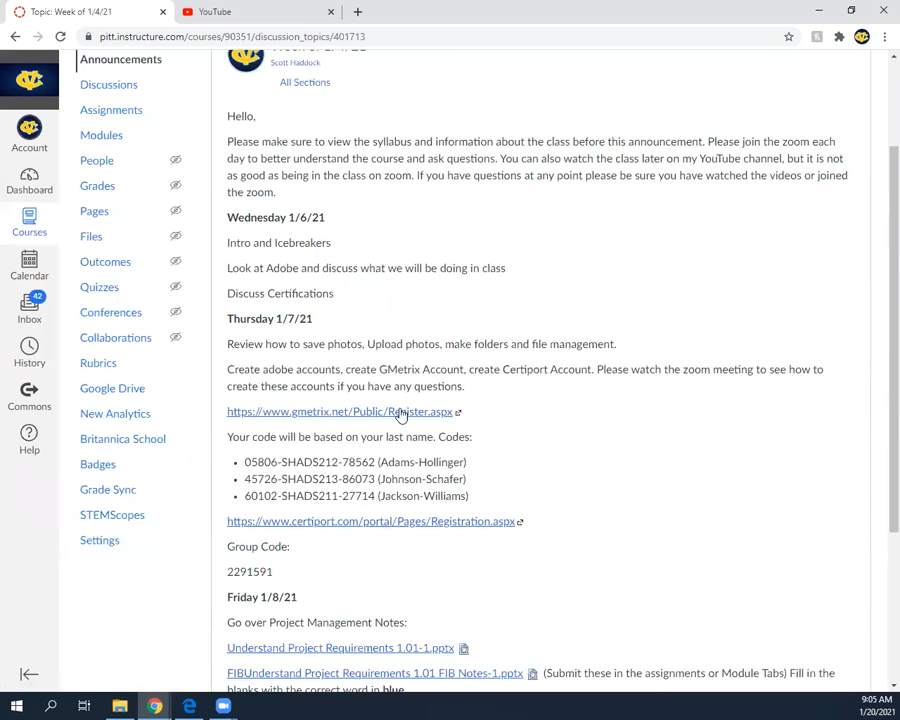 Topic: Week of 1/4/21
YouTube
pitt.instructure.com/courses/90351/discussion_topics/401713
Account
Dashboard
Courses
Calendar
42
Inbox
History
Commons
Help
Announcements
Discussions
Assignments
Modules
People
Grades
Pages
Files
Outcomes
Quizzes
Conferences
Collaborations
Rubrics
Google Drive
New Analytics
Britannica School
Badges
Grade Sync
STEMScopes
Settings
Scott Haddock
All Sections
Hello,
Please make sure to view the syllabus and information about the class before this announcement. Please join the zoom each
day to better understand the course and ask questions. You can also watch the class later on my YouTube channel, but it is not
as good as being in the class on zoom. If you have questions at any point please be sure you have watched the videos or joined
the zoom.
Wednesday 1/6/21
Intro and Icebreakers
Look at Adobe and discuss what we will be doing in class
Discuss Certifications
Thursday 1/7/21
Review how to save photos, Upload photos, make folders and file management.
Create adobe accounts, create GMetrix Account, create Certiport Account. Please watch the zoom meeting to see how to
create these accounts if you have any questions.
https://www.gmetrix.net/Public/Register.aspx
Your code will be based on your last name. Codes:
• 05806-SHADS212-78562 (Adams-Hollinger)
• 45726-SHADS213-86073 (Johnson-Schafer)
• 60102-SHADS211-27714 (Jackson-Williams)
https://www.certiport.com/portal/Pages/Registration.aspx
Group Code:
2291591
Friday 1/8/21
Go over Project Management Notes:
Understand Project Requirements 1.01-1.pptx
FIBUnderstand Project Requirements 1.01 FIB Notes-1.pptx (Submit these in the assignments or Module Tabs) Fill in the
blanks with the correct word in blue.
9:05 AM
1/20/2021